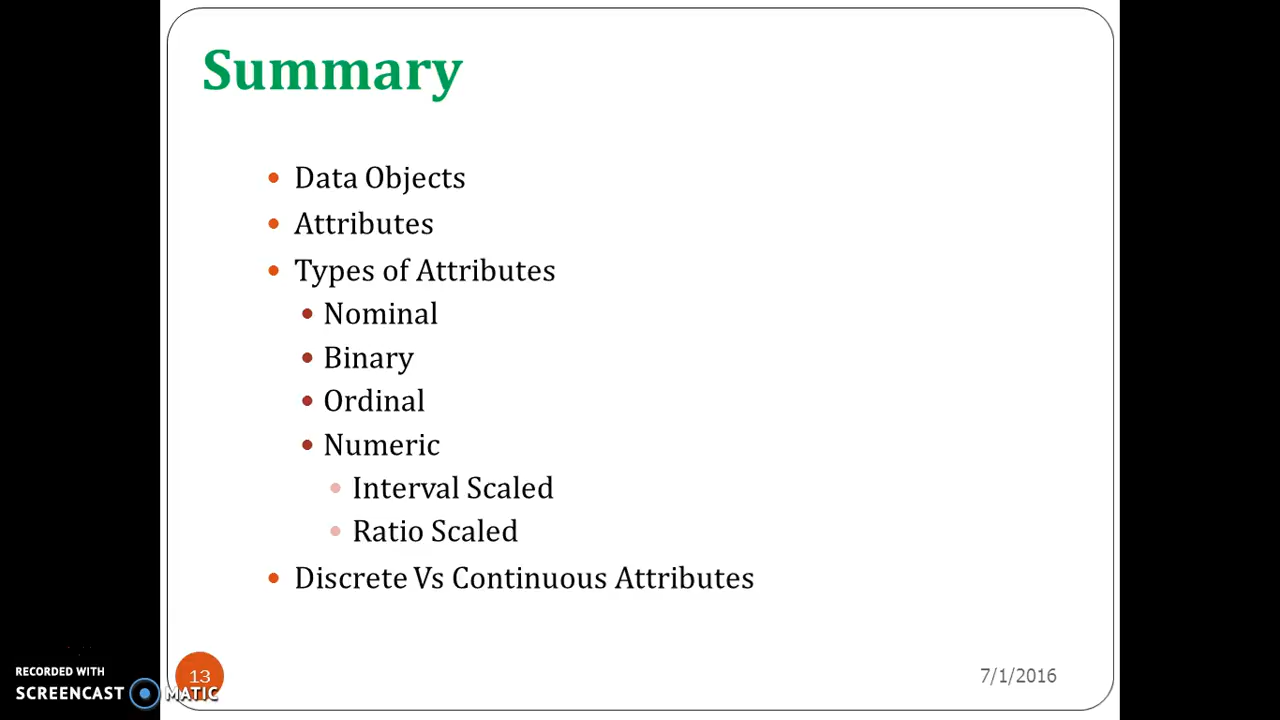 Summary
Data Objects
Attributes
Types of Attributes
Nominal
Binary
Ordinal
Numeric
Interval Scaled
Ratio Scaled
Discrete Vs Continuous Attributes
13
7/1/2016
RECORDED WITH
SCREENCAST MATIC